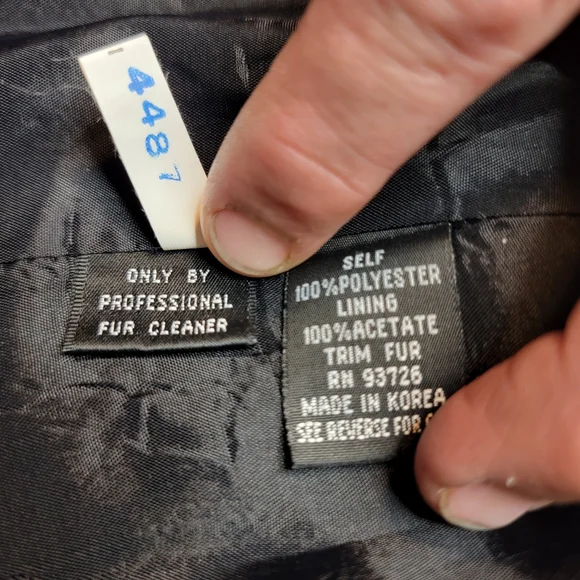 4487
ONLY BY
PROFESSIONAL
FUR CLEANER
SELF
100%POLYESTER
LINING
100%ACETATE
TRIM FUR
RN 93726
MADE IN KOREA
SEE REVERSE FOR